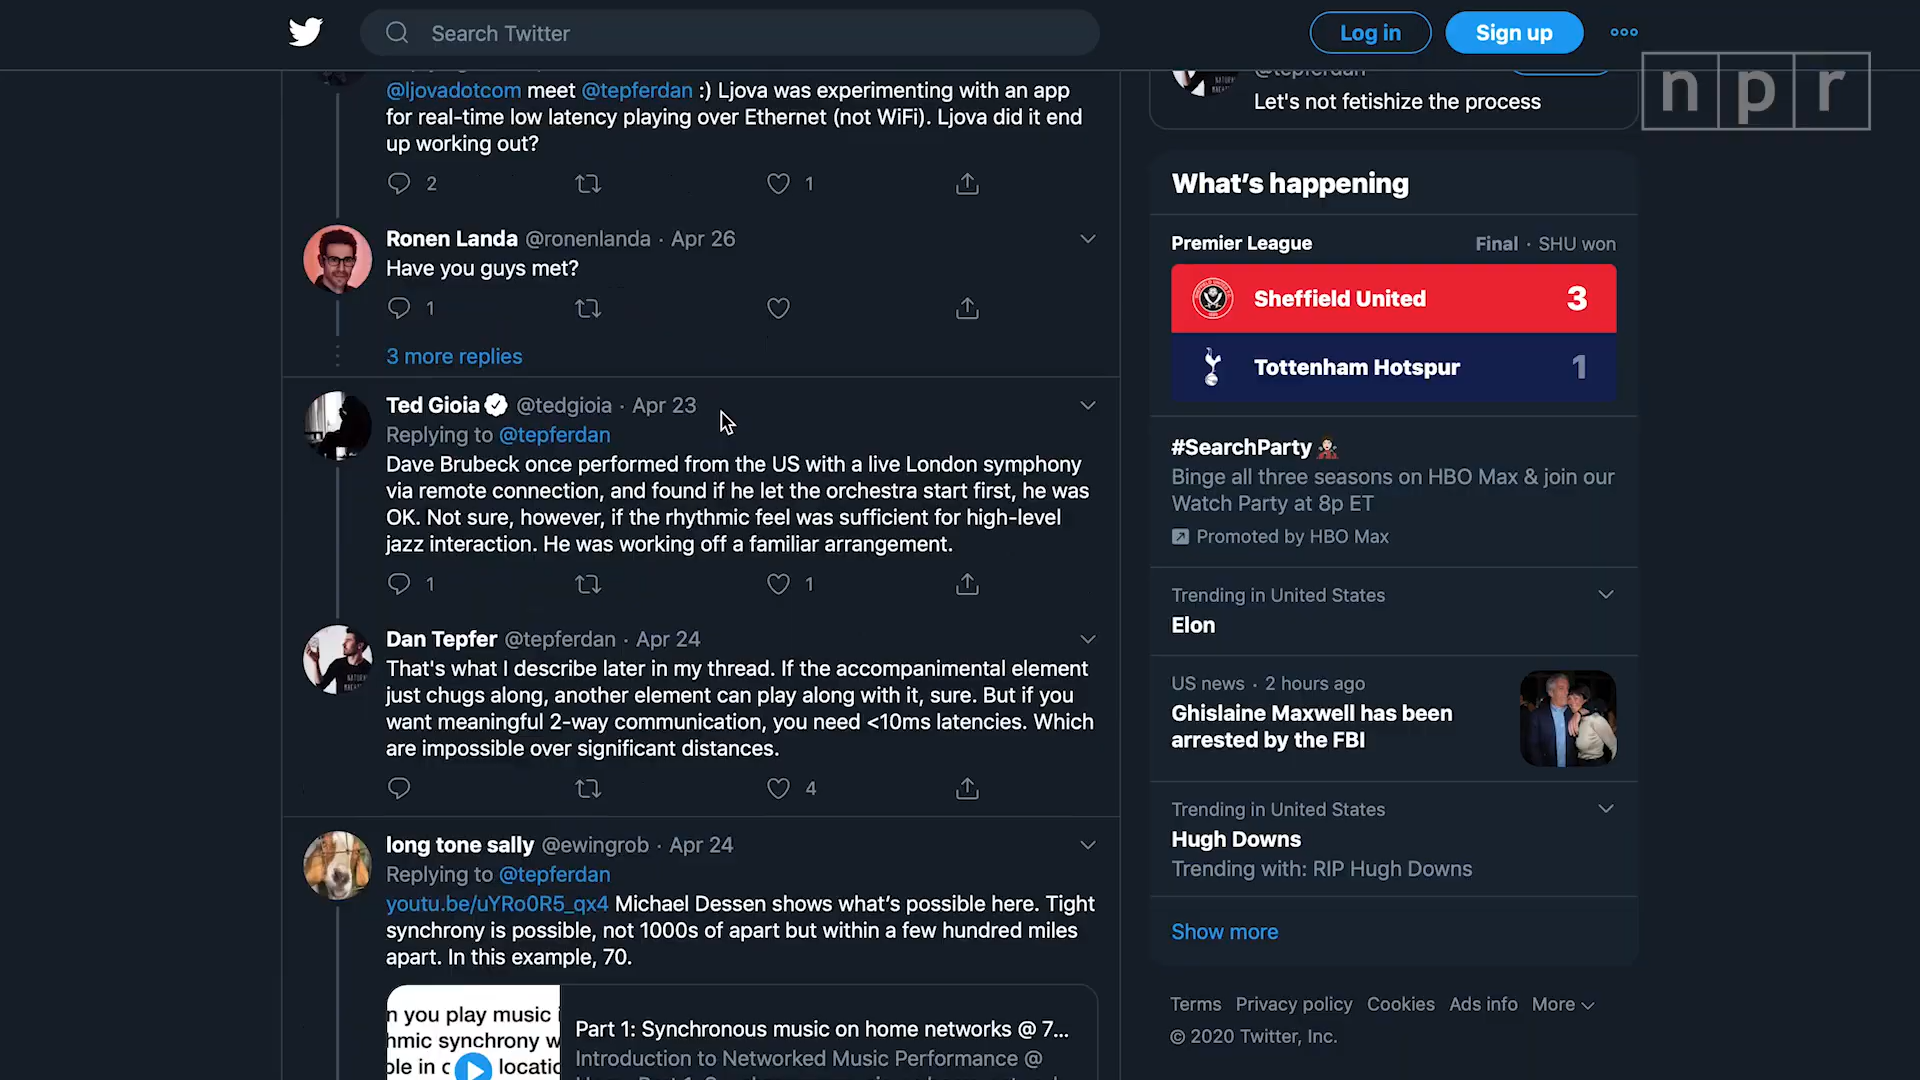 Search Twitter
Log in
Sign up
npr
@ljovadotcom meet @tepferdan :) Ljova was experimenting with an app
for real-time low latency playing over Ethernet (not WiFi). Ljova did it end
up working out?
2
1
Ronen Landa @ronenlanda · Apr 26
Have you guys met?
1
3 more replies
Ted Gioia @tedgioia · Apr 23
Replying to @tepferdan
Dave Brubeck once performed from the US with a live London symphony
via remote connection, and found if he let the orchestra start first, he was
OK. Not sure, however, if the rhythmic feel was sufficient for high-level
jazz interaction. He was working off a familiar arrangement.
1
1
Dan Tepfer @tepferdan · Apr 24
That's what I describe later in my thread. If the accompanimental element
just chugs along, another element can play along with it, sure. But if you
want meaningful 2-way communication, you need <10ms latencies. Which
are impossible over significant distances.
4
long tone sally @ewingrob · Apr 24
Replying to @tepferdan
youtu.be/uYRo0R5_qx4 Michael Dessen shows what's possible here. Tight
synchrony is possible, not 1000s of apart but within a few hundred miles
apart. In this example, 70.
n you play music i
hmic synchrony w
ble in c locatio
Part 1: Synchronous music on home networks @ 7...
Introduction to Networked Music Performance @
@tepferdan
Let's not fetishize the process
What's happening
Premier League
Final · SHU won
Sheffield United 3
Tottenham Hotspur 1
#SearchParty
Binge all three seasons on HBO Max & join our
Watch Party at 8p ET
Promoted by HBO Max
Trending in United States
Elon
US news · 2 hours ago
Ghislaine Maxwell has been
arrested by the FBI
Trending in United States
Hugh Downs
Trending with: RIP Hugh Downs
Show more
Terms Privacy policy Cookies Ads info More
© 2020 Twitter, Inc.